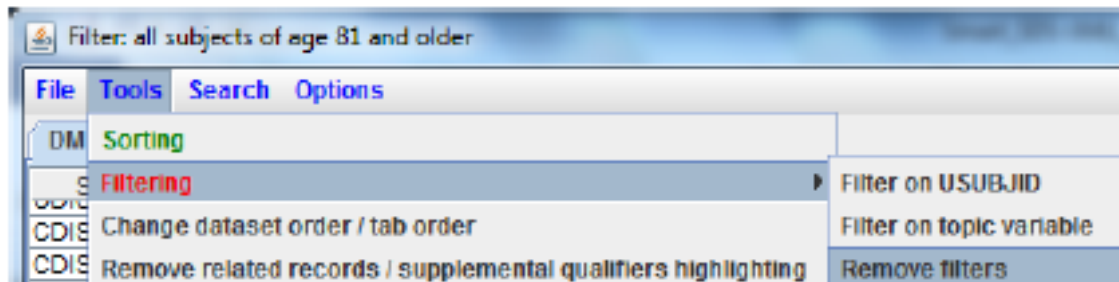 Filter: all subjects of age 81 and older
File Tools Search Options
DM Sorting
S Filtering Filter on USUBJID
CDIS Change dataset order / tab order Filter on topic variable
CDIS Remove related records / supplemental qualifiers highlighting Remove filters